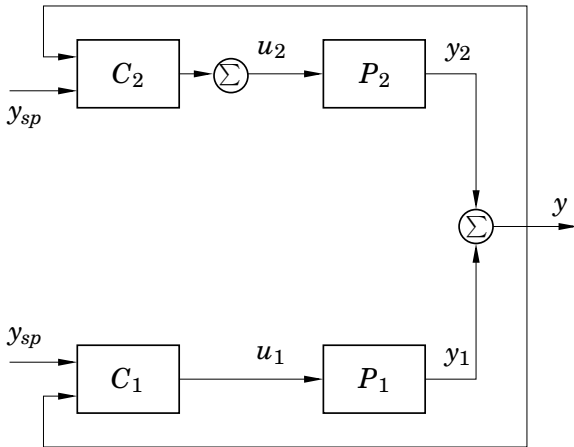 C₂
Σ
u₂
P₂
y₂
yₛₚ
Σ
y
yₛₚ
C₁
u₁
P₁
y₁